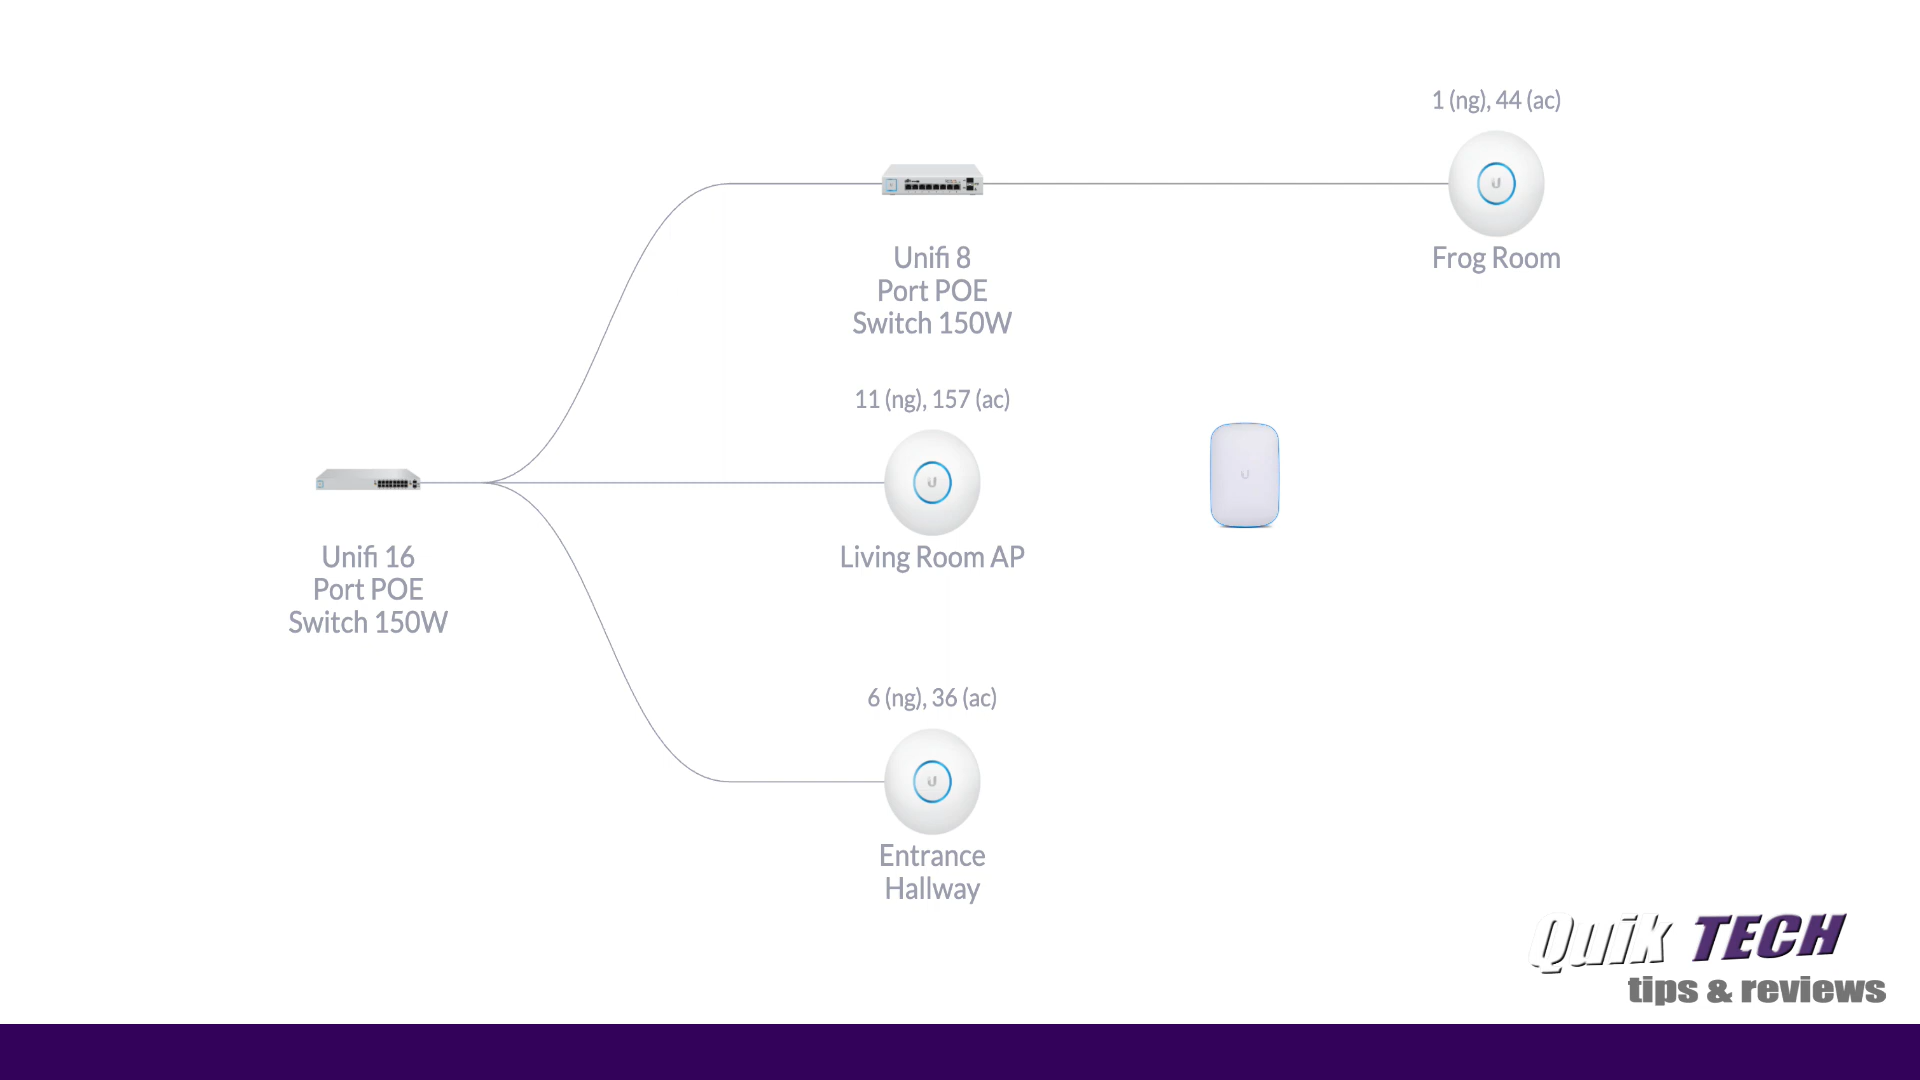 1 (ng), 44 (ac)
Frog Room
Unifi 8
Port POE
Switch 150W
11 (ng), 157 (ac)
Living Room AP
Unifi 16
Port POE
Switch 150W
6 (ng), 36 (ac)
Entrance
Hallway
Quik TECH
tips & reviews